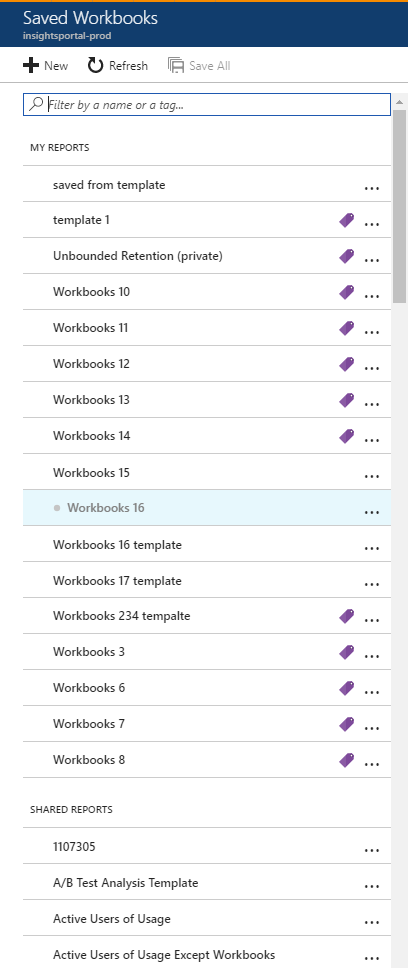 Saved Workbooks
insightsportal-prod
New Refresh Save All
Filter by a name or a tag...
MY REPORTS
saved from template
template 1
Unbounded Retention (private)
Workbooks 10
Workbooks 11
Workbooks 12
Workbooks 13
Workbooks 14
Workbooks 15
Workbooks 16
Workbooks 16 template
Workbooks 17 template
Workbooks 234 tempalte
Workbooks 3
Workbooks 6
Workbooks 7
Workbooks 8
SHARED REPORTS
1107305
A/B Test Analysis Template
Active Users of Usage
Active Users of Usage Except Workbooks